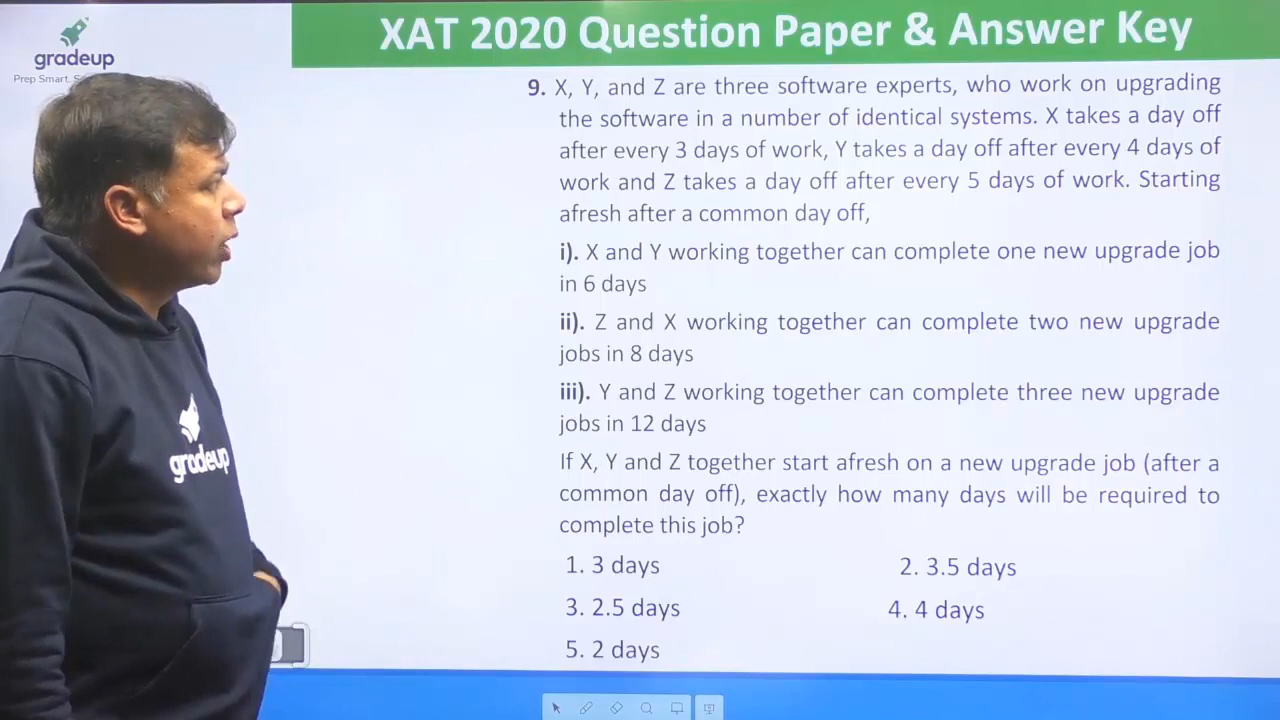 gradeup
Prep Smart. S
XAT 2020 Question Paper & Answer Key
9. X, Y, and Z are three software experts, who work on upgrading
the software in a number of identical systems. X takes a day off
after every 3 days of work, Y takes a day off after every 4 days of
work and Z takes a day off after every 5 days of work. Starting
afresh after a common day off,
i). X and Y working together can complete one new upgrade job
in 6 days
ii). Z and X working together can complete two new upgrade
jobs in 8 days
iii). Y and Z working together can complete three new upgrade
jobs in 12 days
If X, Y and Z together start afresh on a new upgrade job (after a
common day off), exactly how many days will be required to
complete this job?
1. 3 days
2. 3.5 days
3. 2.5 days
4. 4 days
5. 2 days
gradeup